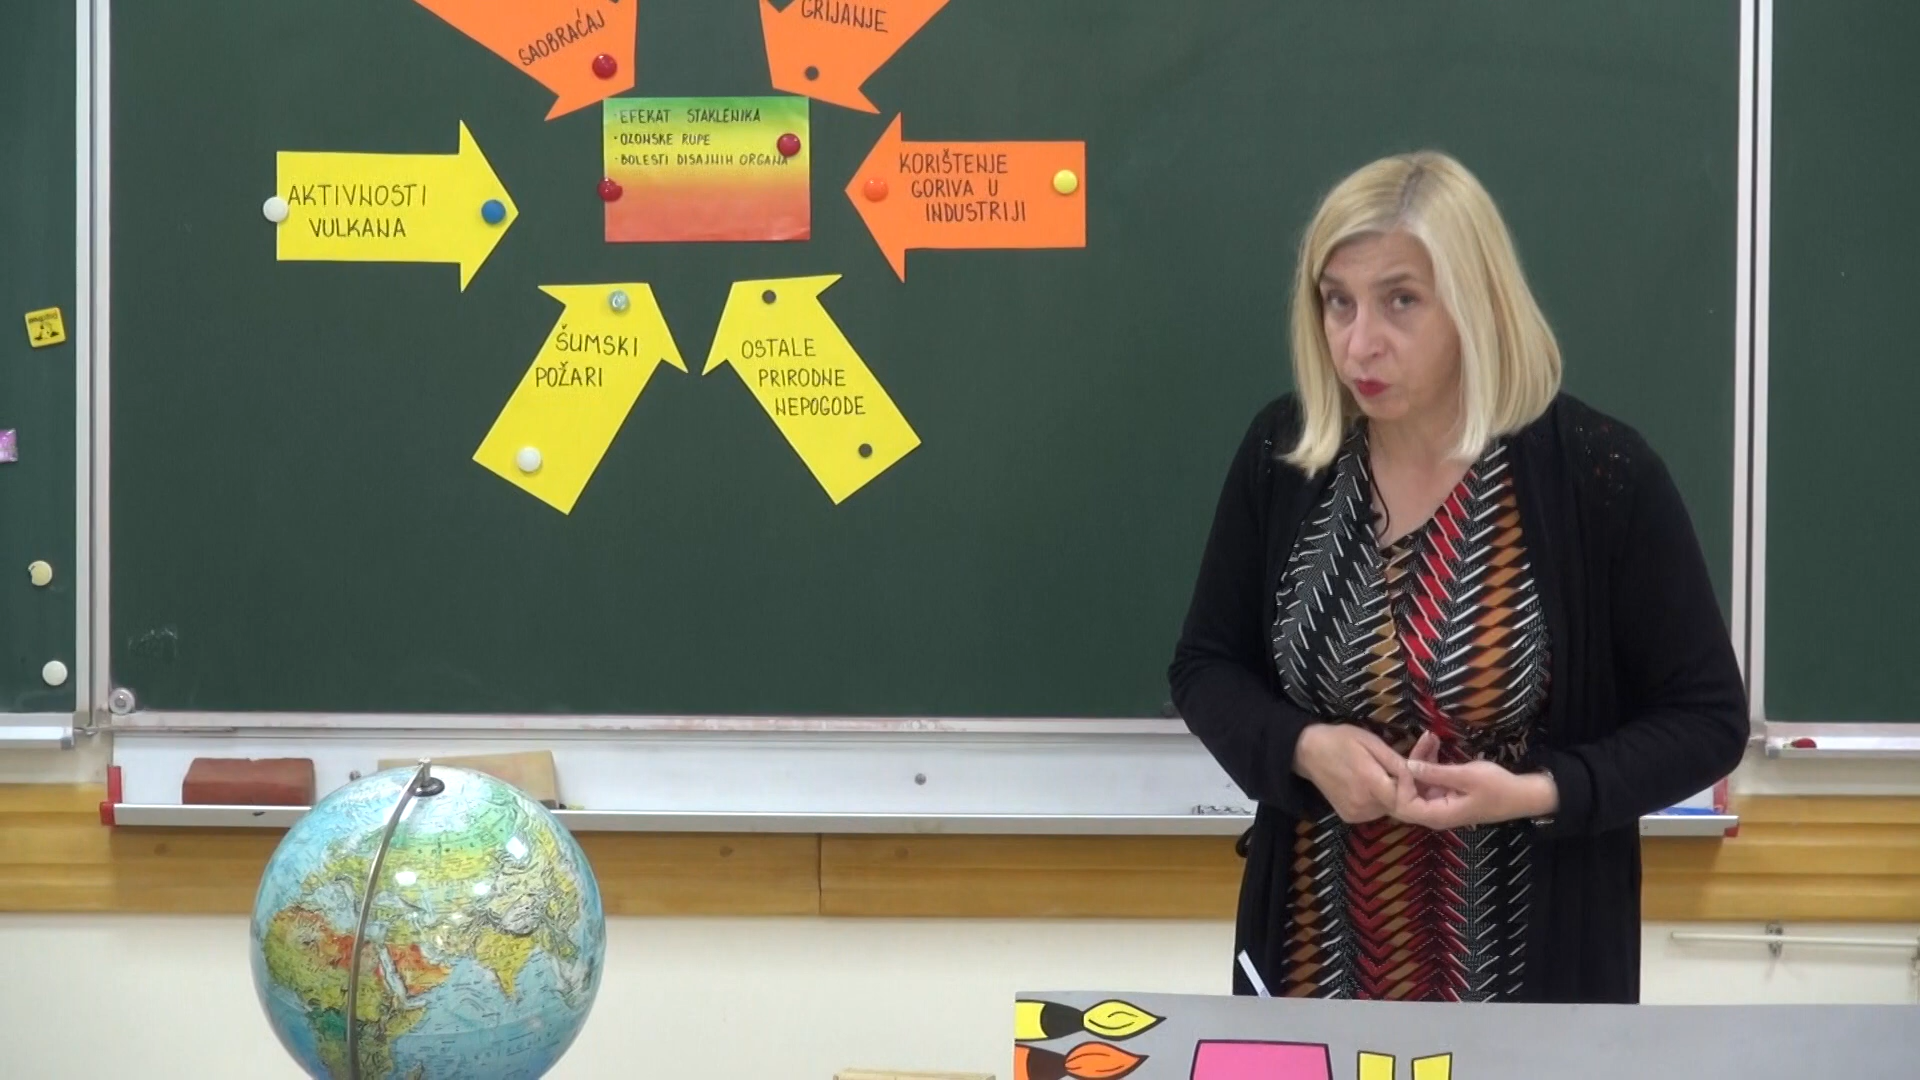 SAOBRAĆAJ
GRIJANJE
·EFEKAT STAKLENIKA
·OZONSKE RUPE
·BOLESTI DISAJNIH ORGANA
AKTIVNOSTI
VULKANA
KORIŠTENJE
GORIVA U
INDUSTRIJI
ŠUMSKI
POŽARI
OSTALE
PRIRODNE
NEPOGODE